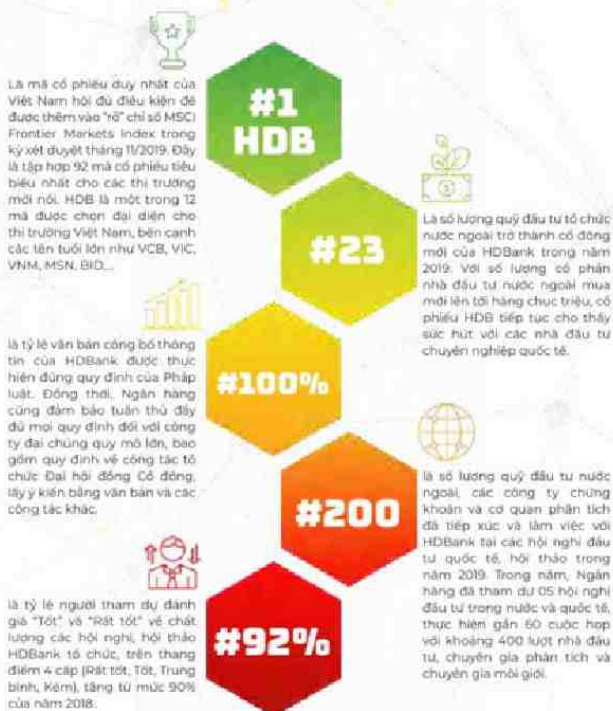 #1
HDB
Là mã cổ phiếu duy nhất của
Việt Nam hội đủ điều kiện để
được thêm vào "rổ" chỉ số MSCI
Frontier Markets Index trong
kỳ xét duyệt tháng 11/2019. Đây
là tập hợp 92 mã cổ phiếu tiêu
biểu nhất cho các thị trường
mới nổi. HDB là một trong 12
mã được chọn đại diện cho
thị trường Việt Nam, bên cạnh
các tên tuổi lớn như VCB, VIC,
VNM, MSN, BID,...
#23
Là số lượng quỹ đầu tư tổ chức
nước ngoài trở thành cổ đông
mới của HDBank trong năm
2019. Với số lượng cổ phần
nhà đầu tư nước ngoài mua
mới lên tới hàng chục triệu, cổ
phiếu HDB tiếp tục cho thấy
sức hút với các nhà đầu tư
chuyên nghiệp quốc tế.
#100%
là tỷ lệ văn bản công bố thông
tin của HDBank được thực
hiện đúng quy định của Pháp
luật. Đồng thời, Ngân hàng
cũng đảm bảo tuân thủ đầy
đủ mọi quy định đối với công
ty đại chúng quy mô lớn, bao
gồm quy định về công tác tổ
chức Đại hội đồng Cổ đông,
lấy ý kiến bằng văn bản và các
công tác khác.
#200
là số lượng quỹ đầu tư nước
ngoài, các công ty chứng
khoán và cơ quan phân tích
đã tiếp xúc và làm việc với
HDBank tại các hội nghị đầu
tư quốc tế, hội thảo trong
năm 2019. Trong năm, Ngân
hàng đã tham dự 05 hội nghị
đầu tư trong nước và quốc tế,
thực hiện gần 60 cuộc họp
với khoảng 400 lượt nhà đầu
tư, chuyên gia phân tích và
chuyên gia môi giới.
#92%
là tỷ lệ người tham dự đánh
giá "Tốt" và "Rất tốt" về chất
lượng các hội nghị, hội thảo
HDBank tổ chức, trên thang
điểm 4 cấp (Rất tốt, Tốt, Trung
bình, Kém), tăng từ mức 90%
của năm 2018.